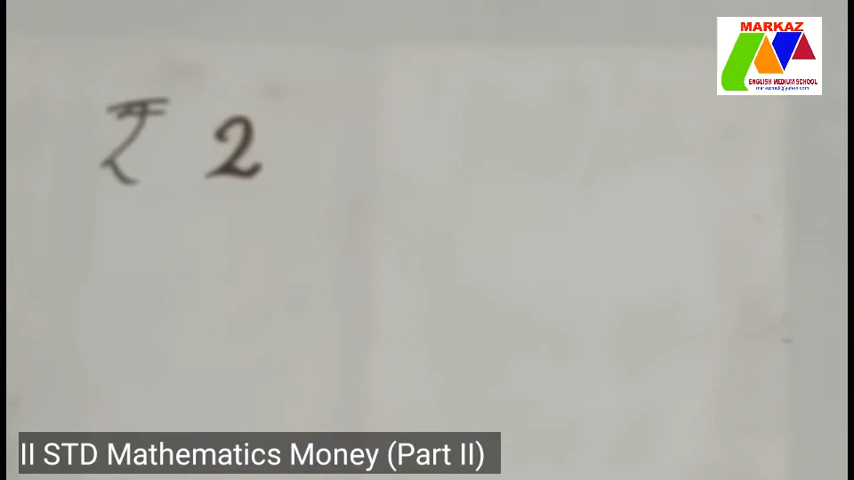 MARKAZ
ENGLISH MEDIUM SCHOOL
₹ 2
II STD Mathematics Money (Part II)